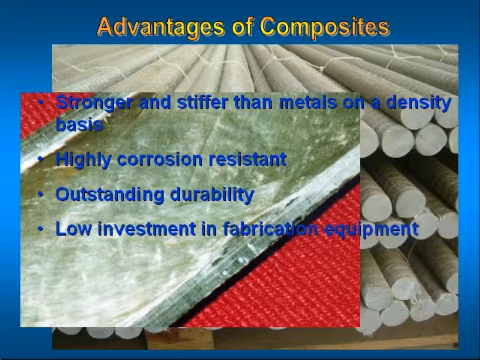 Advantages of Composites
• Stronger and stiffer than metals on a density
basis
• Highly corrosion resistant
• Outstanding durability
• Low investment in fabrication equipment